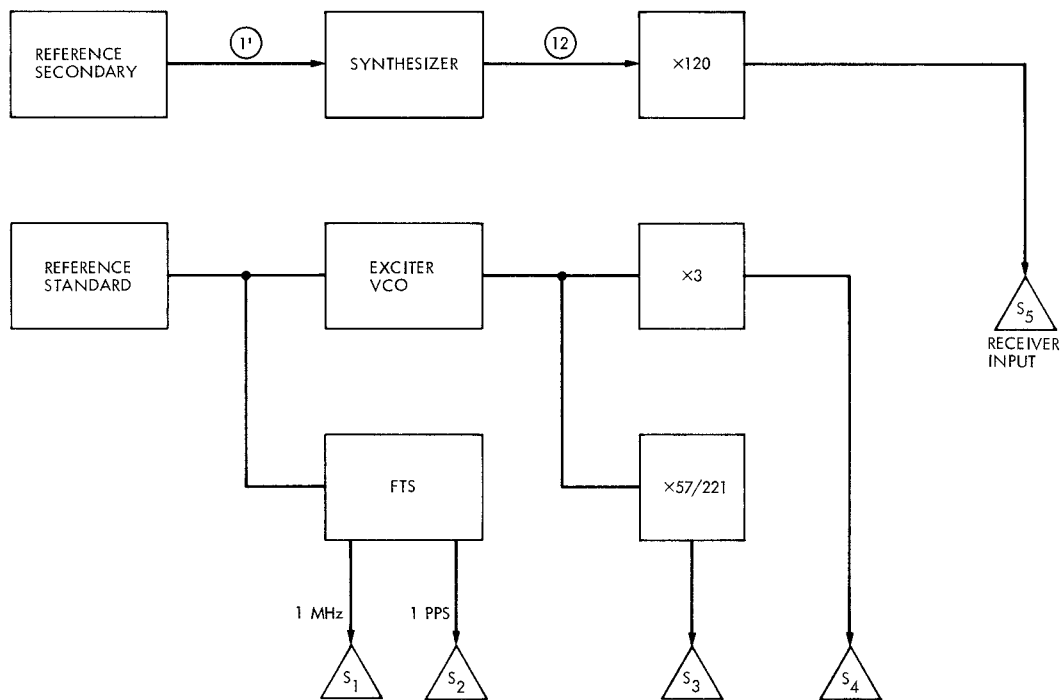 REFERENCE
SECONDARY
1'
SYNTHESIZER
12
×120
REFERENCE
STANDARD
EXCITER
VCO
×3
S5
RECEIVER
INPUT
FTS
×57/221
1 MHz
1 PPS
S1
S2
S3
S4